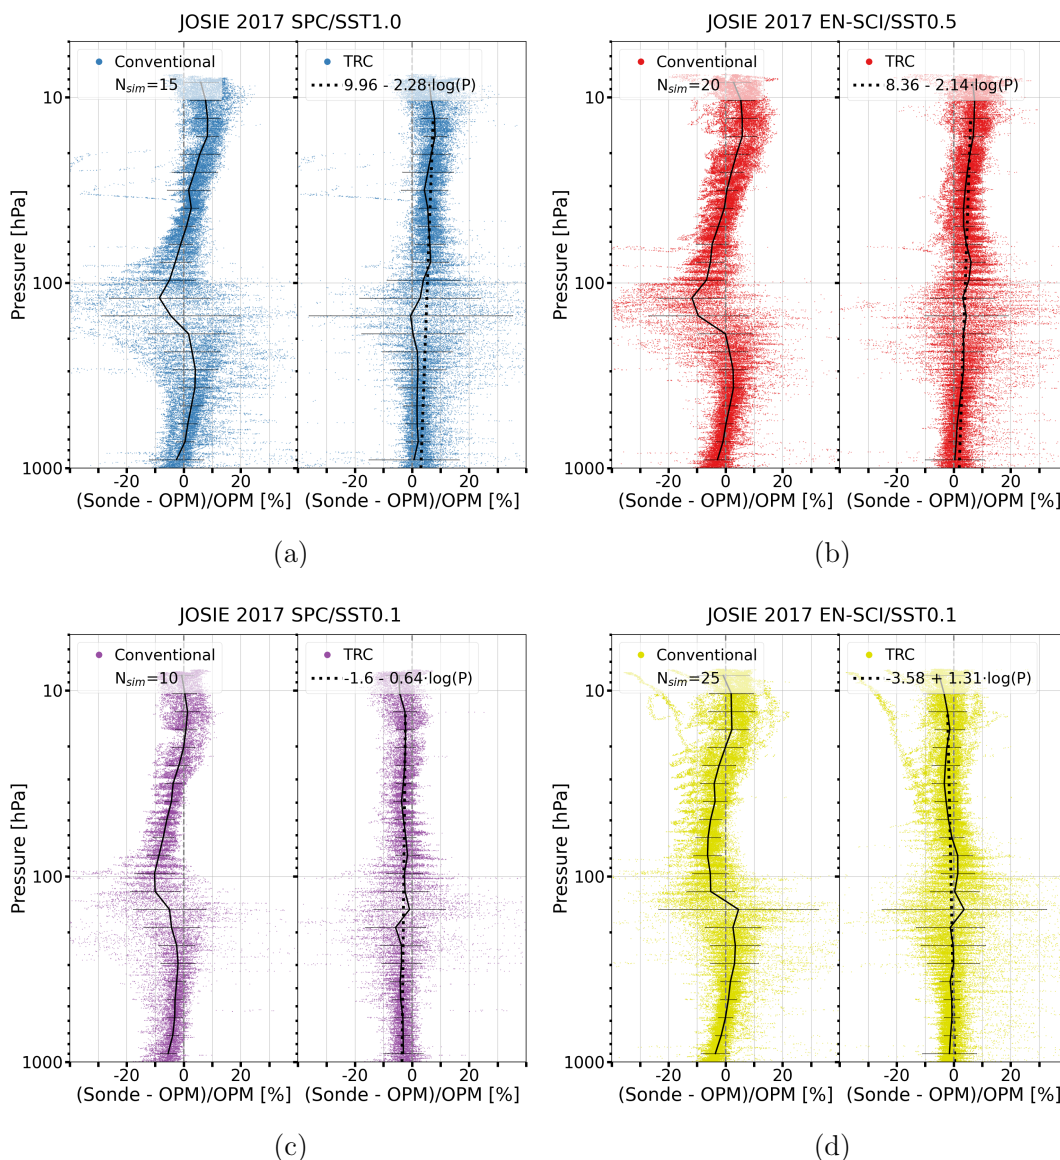 JOSIE 2017 SPC/SST1.0
Conventional
N_sim=15
TRC
9.96 - 2.28·log(P)
Pressure [hPa]
10
100
1000
-20 0 20 -20 0 20
(Sonde - OPM)/OPM [%] (Sonde - OPM)/OPM [%]
(a)
JOSIE 2017 EN-SCI/SST0.5
Conventional
N_sim=20
TRC
8.36 - 2.14·log(P)
Pressure [hPa]
10
100
1000
-20 0 20 -20 0 20
(Sonde - OPM)/OPM [%] (Sonde - OPM)/OPM [%]
(b)
JOSIE 2017 SPC/SST0.1
Conventional
N_sim=10
TRC
-1.6 - 0.64·log(P)
Pressure [hPa]
10
100
1000
-20 0 20 -20 0 20
(Sonde - OPM)/OPM [%] (Sonde - OPM)/OPM [%]
(c)
JOSIE 2017 EN-SCI/SST0.1
Conventional
N_sim=25
TRC
-3.58 + 1.31·log(P)
Pressure [hPa]
10
100
1000
-20 0 20 -20 0 20
(Sonde - OPM)/OPM [%] (Sonde - OPM)/OPM [%]
(d)